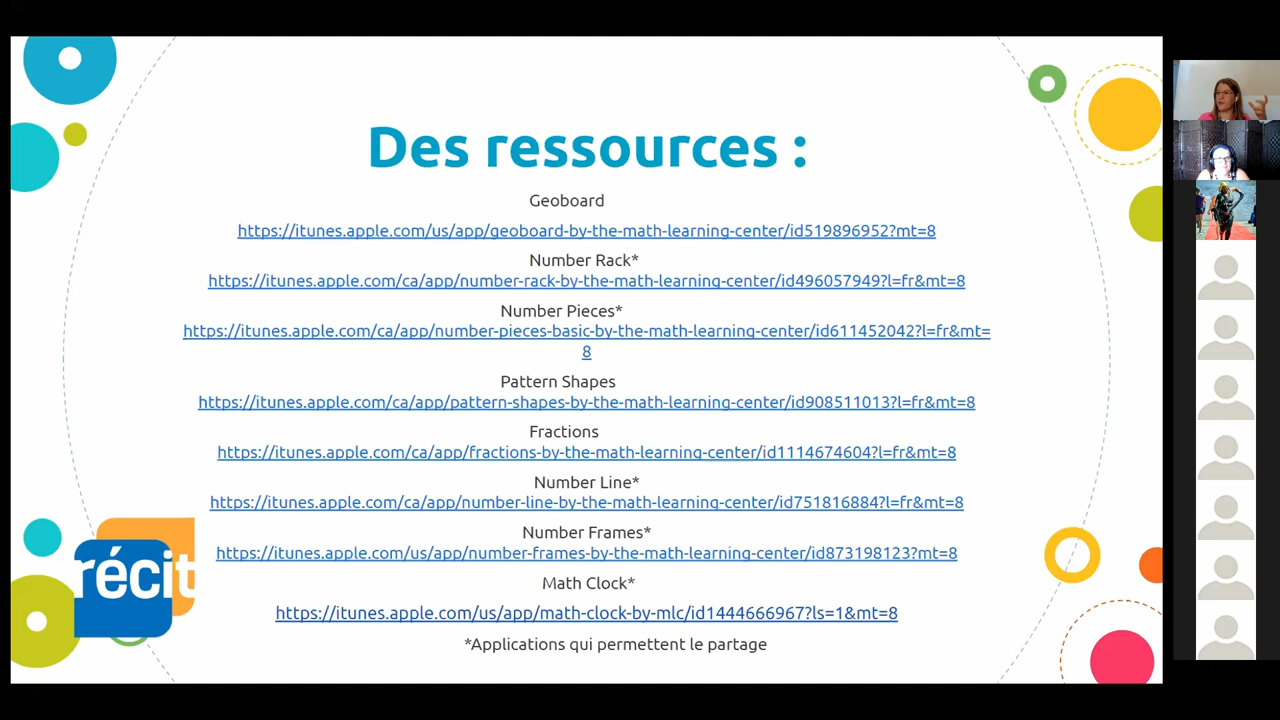 Des ressources :
Geoboard
https://itunes.apple.com/us/app/geoboard-by-the-math-learning-center/id519896952?mt=8
Number Rack*
https://itunes.apple.com/ca/app/number-rack-by-the-math-learning-center/id496057949?l=fr&mt=8
Number Pieces*
https://itunes.apple.com/ca/app/number-pieces-basic-by-the-math-learning-center/id611452042?l=fr&mt=
8
Pattern Shapes
https://itunes.apple.com/ca/app/pattern-shapes-by-the-math-learning-center/id908511013?l=fr&mt=8
Fractions
https://itunes.apple.com/ca/app/fractions-by-the-math-learning-center/id1114674604?l=fr&mt=8
Number Line*
https://itunes.apple.com/ca/app/number-line-by-the-math-learning-center/id751816884?l=fr&mt=8
Number Frames*
https://itunes.apple.com/us/app/number-frames-by-the-math-learning-center/id873198123?mt=8
Math Clock*
https://itunes.apple.com/us/app/math-clock-by-mlc/id1444666967?ls=1&mt=8
*Applications qui permettent le partage
récit